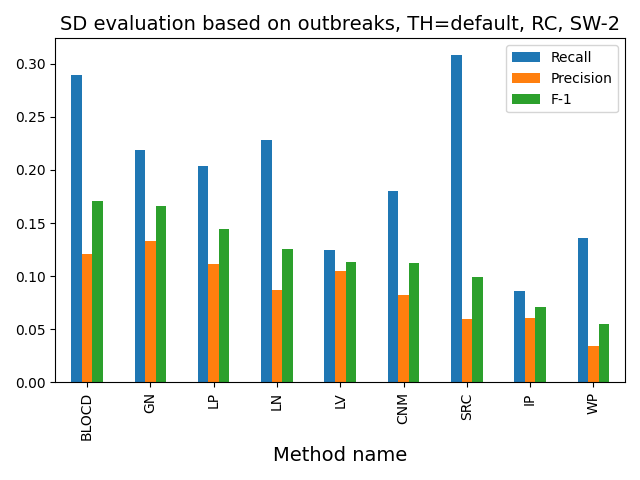 SD evaluation based on outbreaks, TH=default, RC, SW-2
Recall
Precision
F-1
0.30
0.25
0.20
0.15
0.10
0.05
0.00
BLOCD
GN
LP
LN
LV
CNM
SRC
IP
WP
Method name